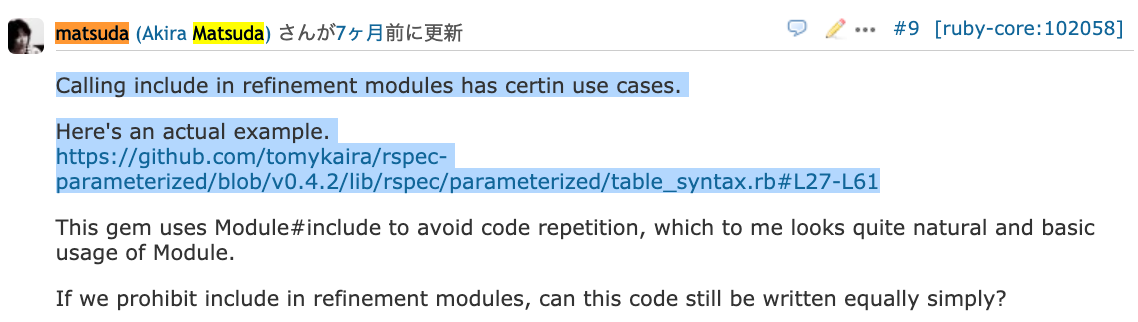 matsuda (Akira Matsuda) さんが7ヶ月前に更新 #9 [ruby-core:102058]
Calling include in refinement modules has certin use cases.
Here's an actual example.
https://github.com/tomykaira/rspec-
parameterized/blob/v0.4.2/lib/rspec/parameterized/table_syntax.rb#L27-L61
This gem uses Module#include to avoid code repetition, which to me looks quite natural and basic
usage of Module.
If we prohibit include in refinement modules, can this code still be written equally simply?